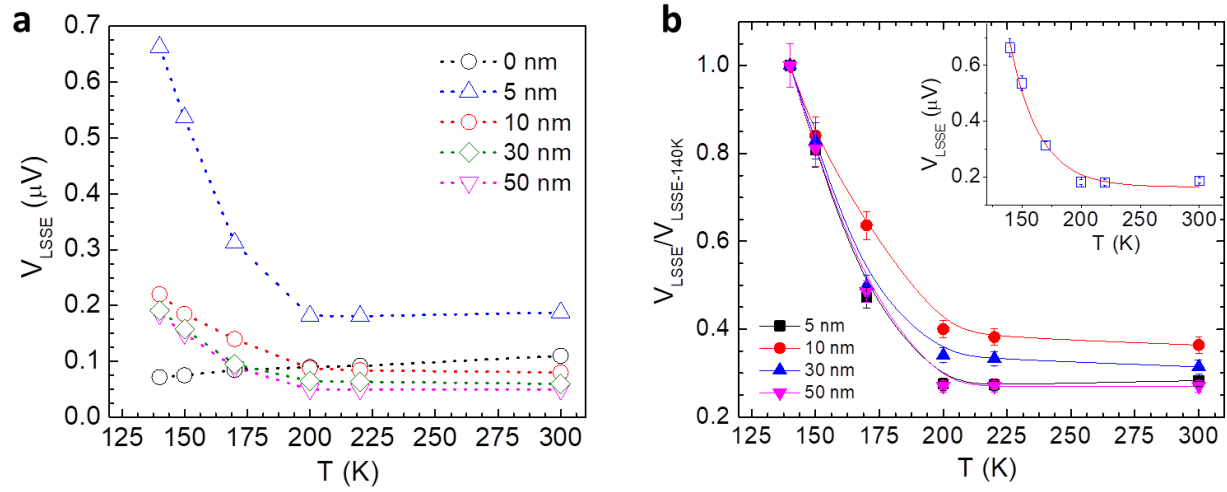 a
0.7
0.6
0.5
0.4
0.3
0.2
0.1
0.0
V_LSSE (μV)
0 nm
5 nm
10 nm
30 nm
50 nm
125 150 175 200 225 250 275 300
T (K)
b
1.0
0.8
0.6
0.4
0.2
V_LSSE/V_LSSE-140K
5 nm
10 nm
30 nm
50 nm
125 150 175 200 225 250 275 300
T (K)
0.6
0.4
0.2
V_LSSE (μV)
150 200 250 300
T (K)